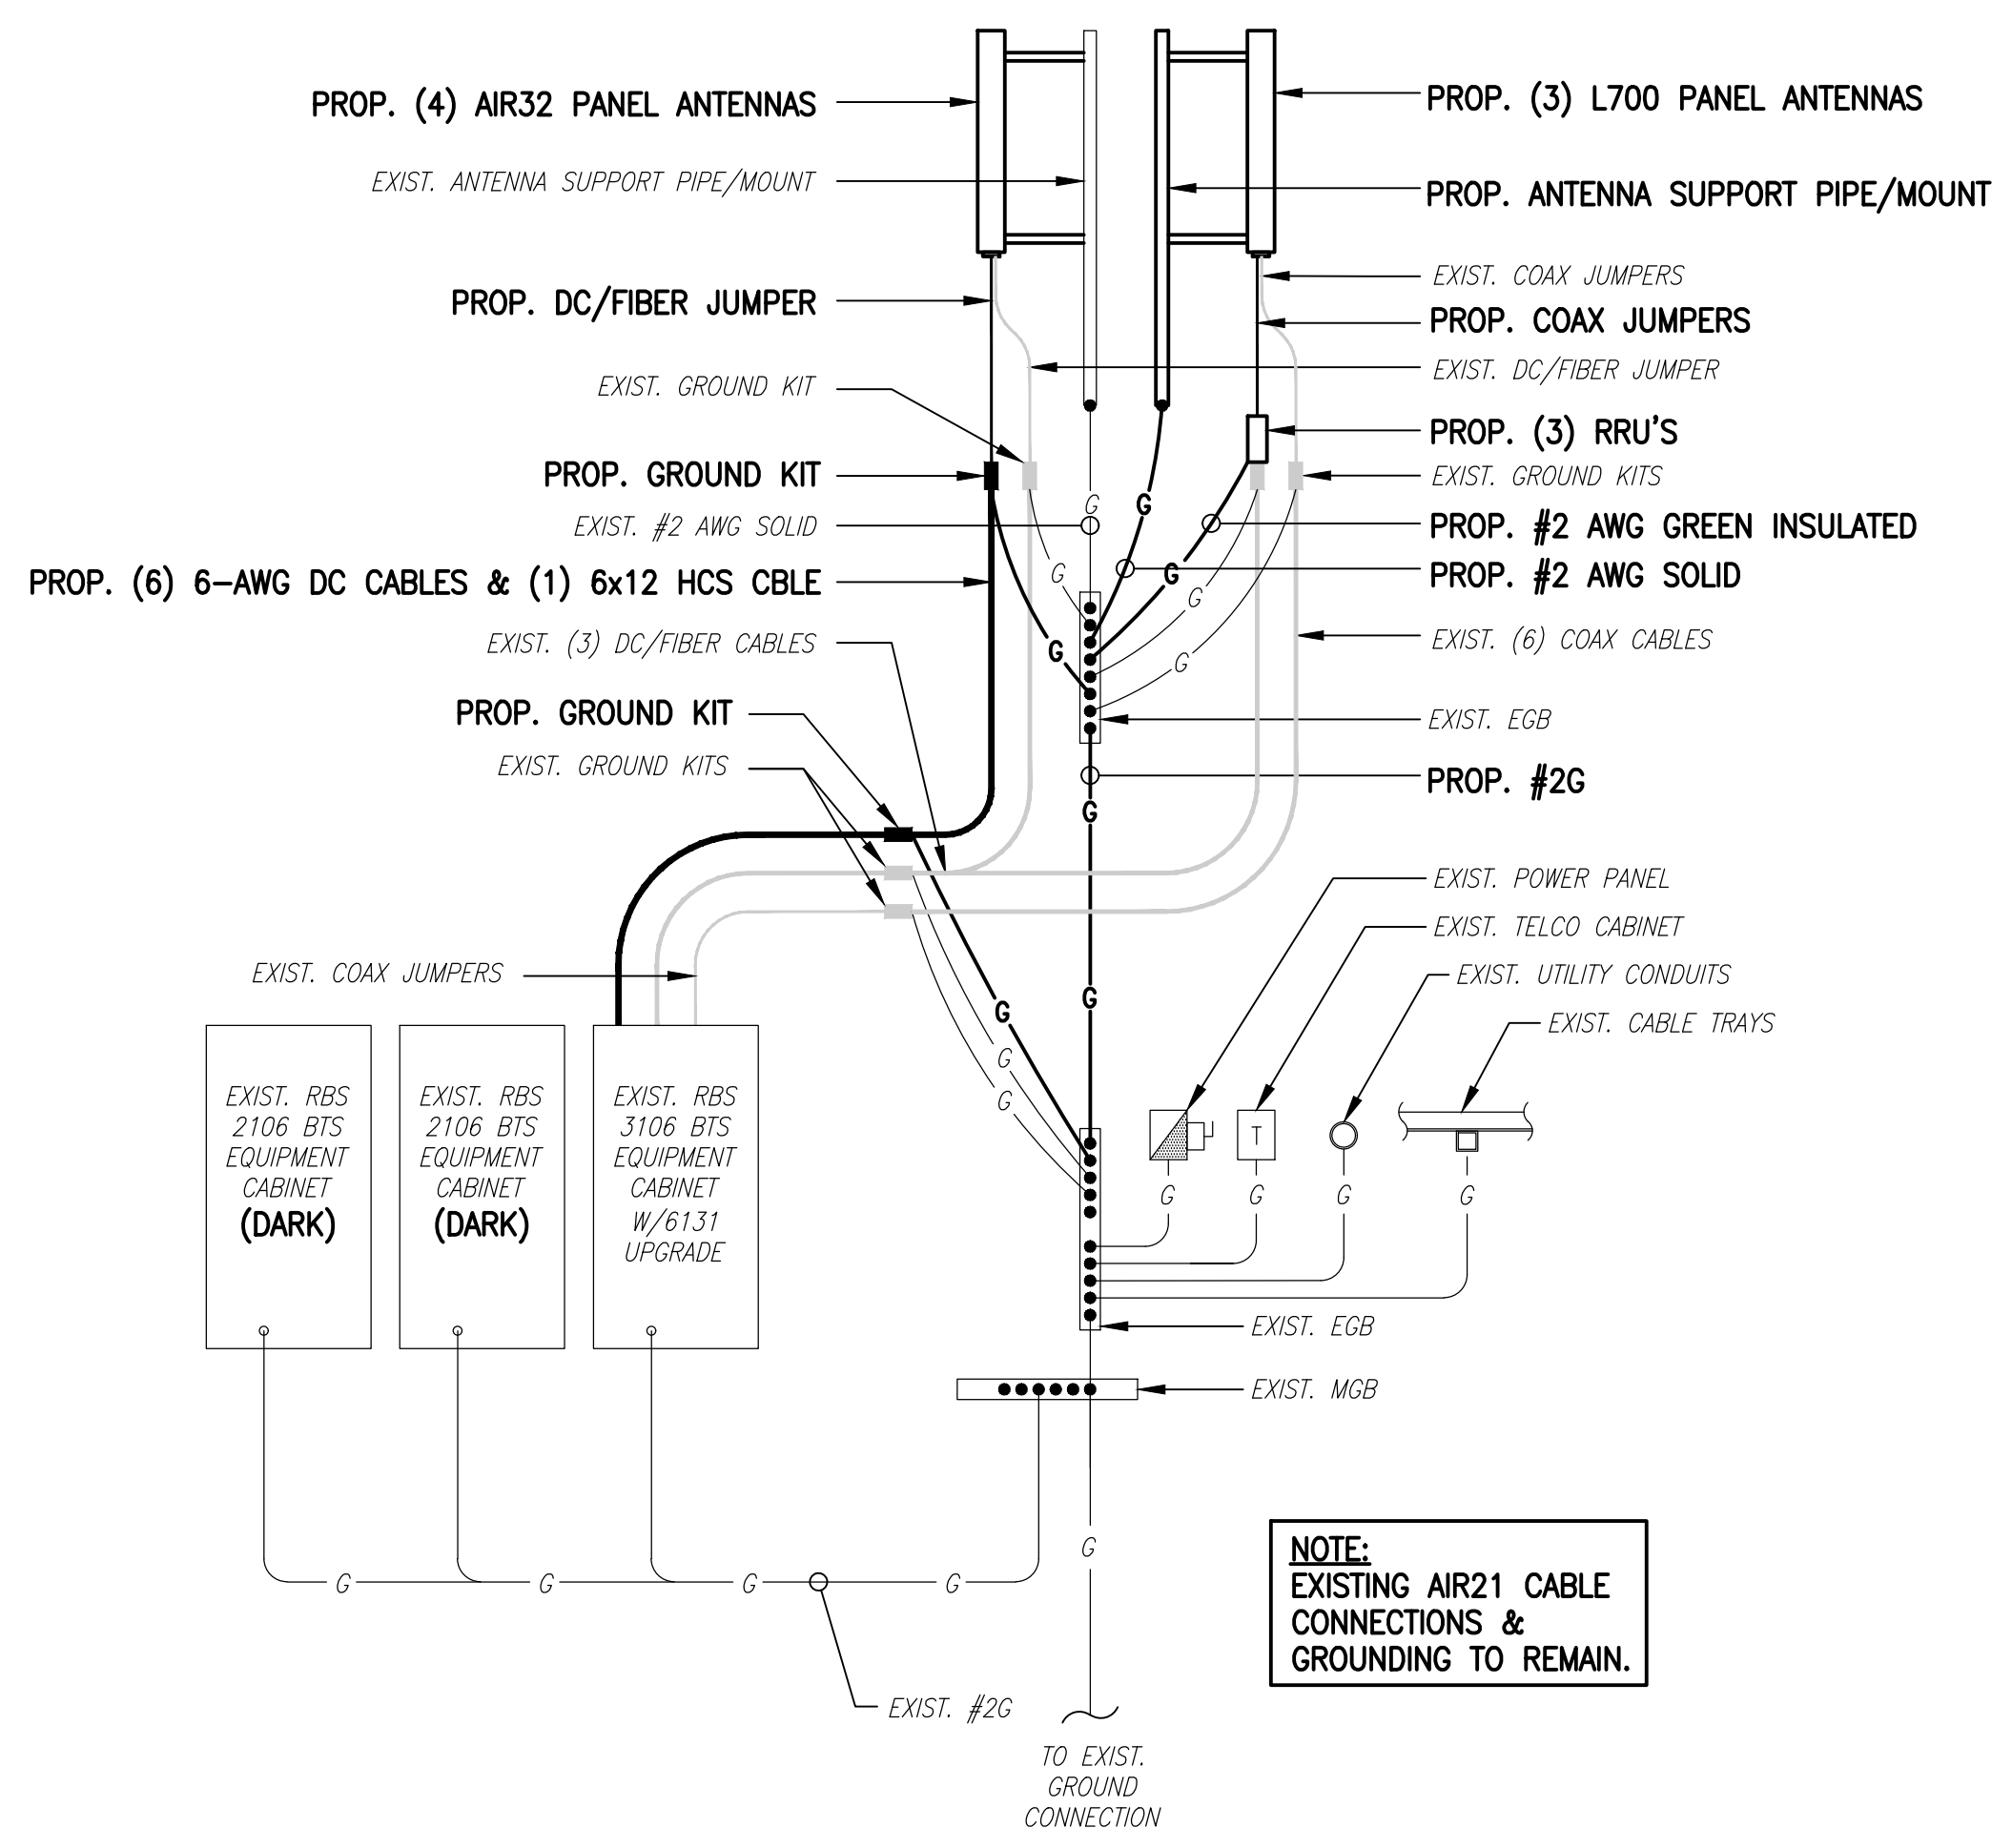 PROP. (4) AIR32 PANEL ANTENNAS
EXIST. ANTENNA SUPPORT PIPE/MOUNT
PROP. DC/FIBER JUMPER
EXIST. GROUND KIT
PROP. GROUND KIT
EXIST. #2 AWG SOLID
PROP. (6) 6-AWG DC CABLES & (1) 6x12 HCS CBLE
EXIST. (3) DC/FIBER CABLES
PROP. GROUND KIT
EXIST. GROUND KITS
EXIST. COAX JUMPERS
PROP. (3) L700 PANEL ANTENNAS
PROP. ANTENNA SUPPORT PIPE/MOUNT
EXIST. COAX JUMPERS
PROP. COAX JUMPERS
EXIST. DC/FIBER JUMPER
PROP. (3) RRU'S
EXIST. GROUND KITS
PROP. #2 AWG GREEN INSULATED
PROP. #2 AWG SOLID
EXIST. (6) COAX CABLES
EXIST. EGB
PROP. #2G
EXIST. POWER PANEL
EXIST. TELCO CABINET
EXIST. UTILITY CONDUITS
EXIST. CABLE TRAYS
G
G
G
G
G
G
G
G
G
G
G
G
EXIST. RBS
2106 BTS
EQUIPMENT
CABINET
(DARK)
EXIST. RBS
2106 BTS
EQUIPMENT
CABINET
(DARK)
EXIST. RBS
3106 BTS
EQUIPMENT
CABINET
W/6131
UPGRADE
T
G
G
G
G
EXIST. EGB
EXIST. MGB
G
G
G
G
G
EXIST. #2G
NOTE:
EXISTING AIR21 CABLE
CONNECTIONS &
GROUNDING TO REMAIN.
TO EXIST.
GROUND
CONNECTION